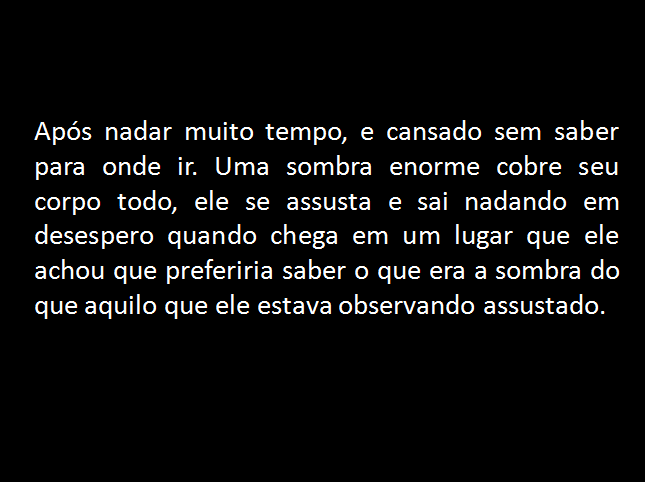 Após nadar muito tempo, e cansado sem saber
para onde ir. Uma sombra enorme cobre seu
corpo todo, ele se assusta e sai nadando em
desespero quando chega em um lugar que ele
achou que preferiria saber o que era a sombra do
que aquilo que ele estava observando assustado.